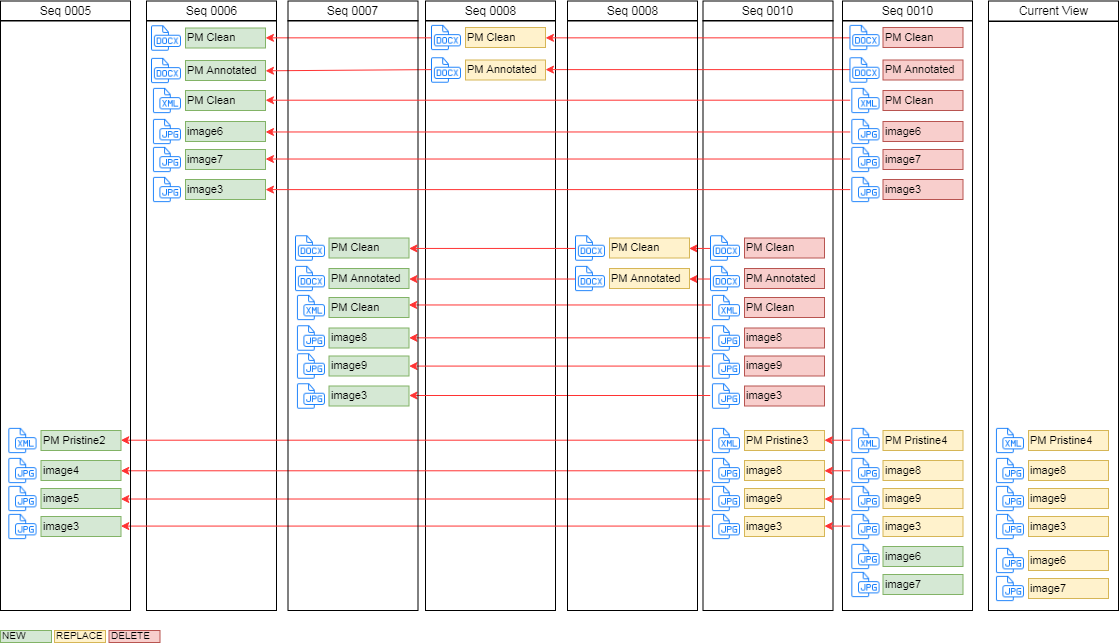 Seq 0005 Seq 0006 Seq 0007 Seq 0008 Seq 0008 Seq 0010 Seq 0010 Current View
DOCX PM Clean DOCX PM Clean DOCX PM Clean
DOCX PM Annotated DOCX PM Annotated DOCX PM Annotated
XML PM Clean XML PM Clean
JPG image6 JPG image6
JPG image7 JPG image7
JPG image3 JPG image3
DOCX PM Clean DOCX PM Clean DOCX PM Clean
DOCX PM Annotated DOCX PM Annotated DOCX PM Annotated
XML PM Clean XML PM Clean
JPG image8 JPG image8
JPG image9 JPG image9
JPG image3 JPG image3
XML PM Pristine2 XML PM Pristine3 XML PM Pristine4 XML PM Pristine4
JPG image4 JPG image8 JPG image8 JPG image8
JPG image5 JPG image9 JPG image9 JPG image9
JPG image3 JPG image3 JPG image3 JPG image3
JPG image6 JPG image6
JPG image7 JPG image7
NEW REPLACE DELETE